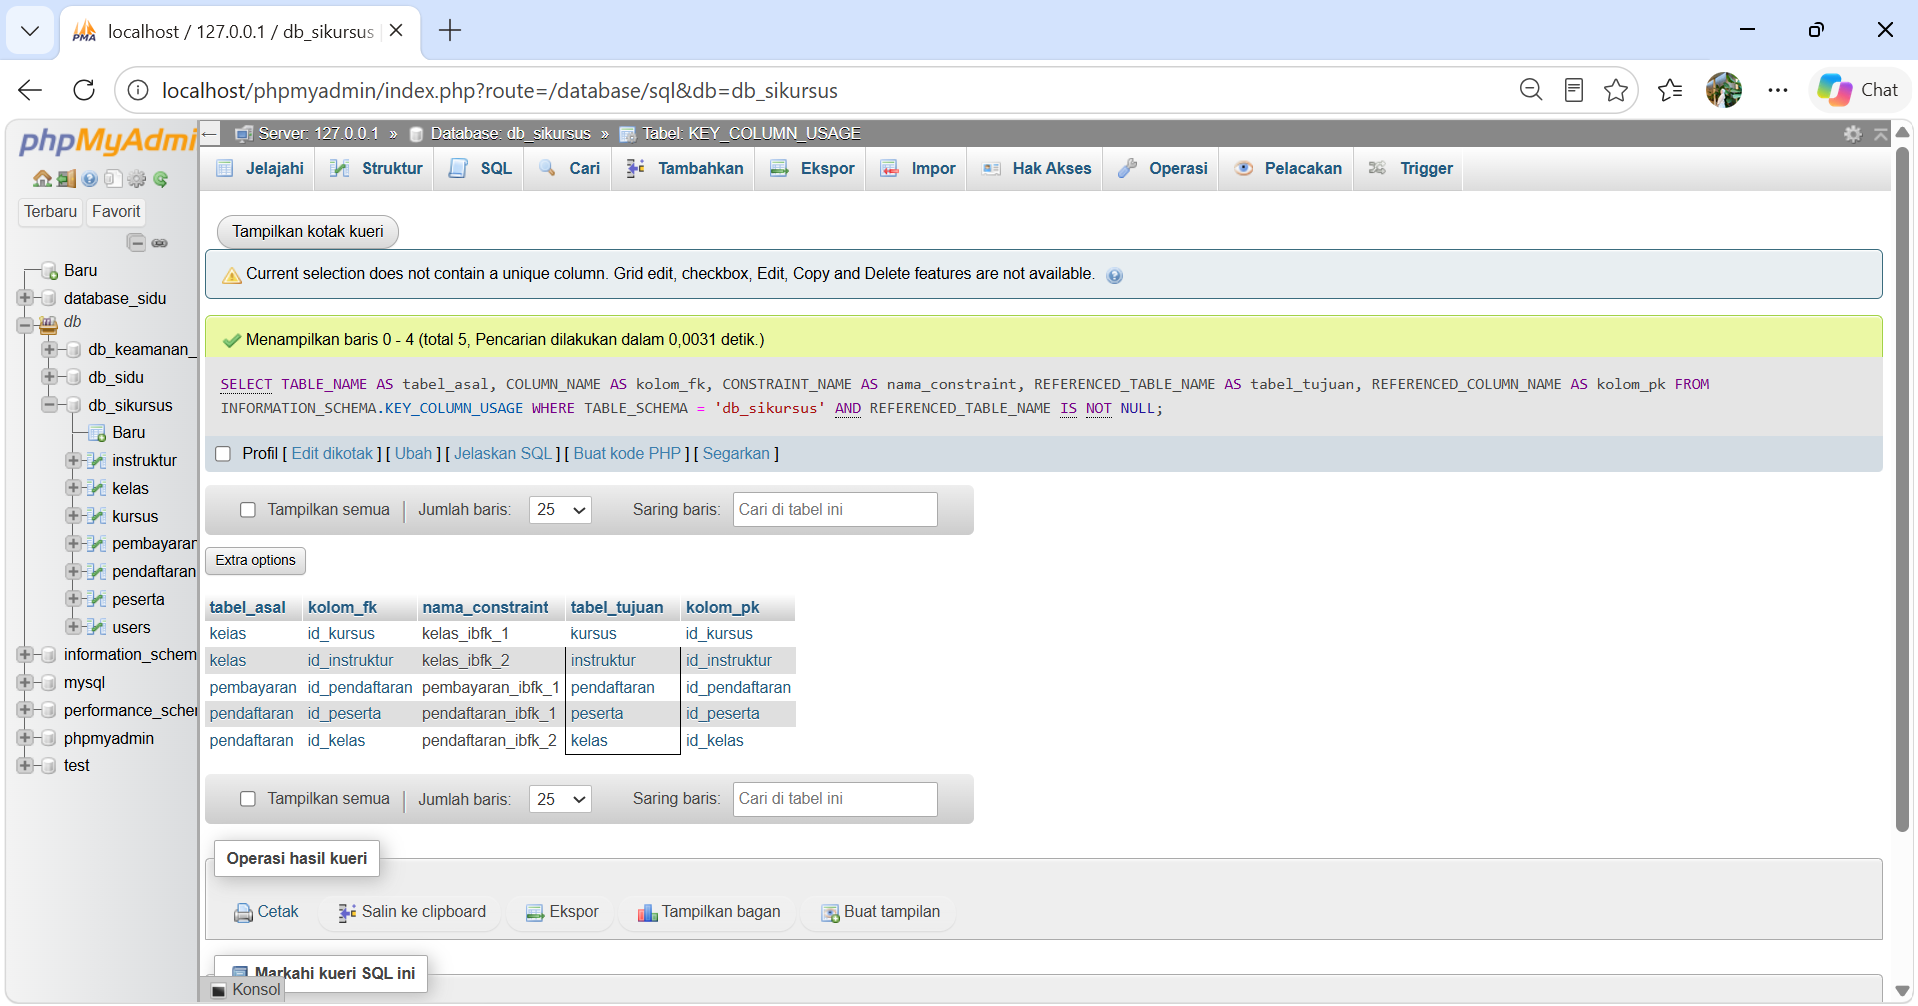 localhost / 127.0.0.1 / db_sikursus
localhost/phpmyadmin/index.php?route=/database/sql&db=db_sikursus
Chat
phpMyAdmi
Terbaru
Favorit
Baru
database_sidu
db
db_keamanan_
db_sidu
db_sikursus
Baru
instruktur
kelas
kursus
pembayaran
pendaftaran
peserta
users
information_schem
mysql
performance_schei
phpmyadmin
test
Server: 127.0.0.1 » Database: db_sikursus » Tabel: KEY_COLUMN_USAGE
Jelajahi Struktur SQL Cari Tambahkan Ekspor Impor Hak Akses Operasi Pelacakan Trigger
Tampilkan kotak kueri
Current selection does not contain a unique column. Grid edit, checkbox, Edit, Copy and Delete features are not available.
Menampilkan baris 0 - 4 (total 5, Pencarian dilakukan dalam 0,0031 detik.)
SELECT TABLE_NAME AS tabel_asal, COLUMN_NAME AS kolom_fk, CONSTRAINT_NAME AS nama_constraint, REFERENCED_TABLE_NAME AS tabel_tujuan, REFERENCED_COLUMN_NAME AS kolom_pk FROM
INFORMATION_SCHEMA.KEY_COLUMN_USAGE WHERE TABLE_SCHEMA = 'db_sikursus' AND REFERENCED_TABLE_NAME IS NOT NULL;
Profil [ Edit dikotak ] [ Ubah ] [ Jelaskan SQL ] [ Buat kode PHP ] [ Segarkan ]
Tampilkan semua | Jumlah baris: 25 Saring baris: Cari di tabel ini
Extra options
tabel_asal kolom_fk nama_constraint tabel_tujuan kolom_pk
kelas id_kursus kelas_ibfk_1 kursus id_kursus
kelas id_instruktur kelas_ibfk_2 instruktur id_instruktur
pembayaran id_pendaftaran pembayaran_ibfk_1 pendaftaran id_pendaftaran
pendaftaran id_peserta pendaftaran_ibfk_1 peserta id_peserta
pendaftaran id_kelas pendaftaran_ibfk_2 kelas id_kelas
Tampilkan semua | Jumlah baris: 25 Saring baris: Cari di tabel ini
Operasi hasil kueri
Cetak Salin ke clipboard Ekspor Tampilkan bagan Buat tampilan
Markahi kueri SQL ini
Konsol